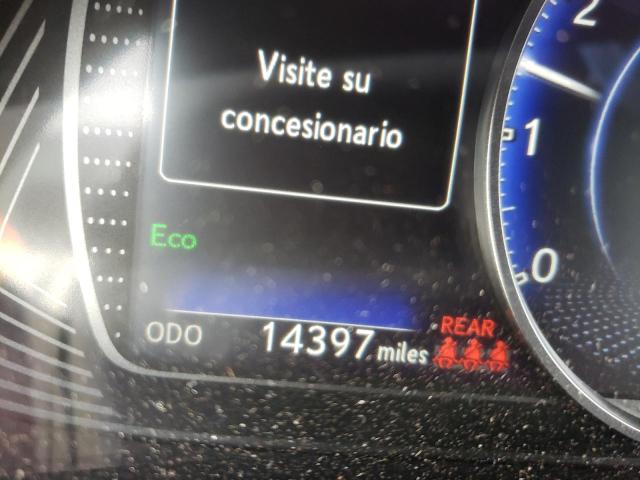 Visite su
concesionario
2
1
0
Eco
ODO 14397 miles REAR